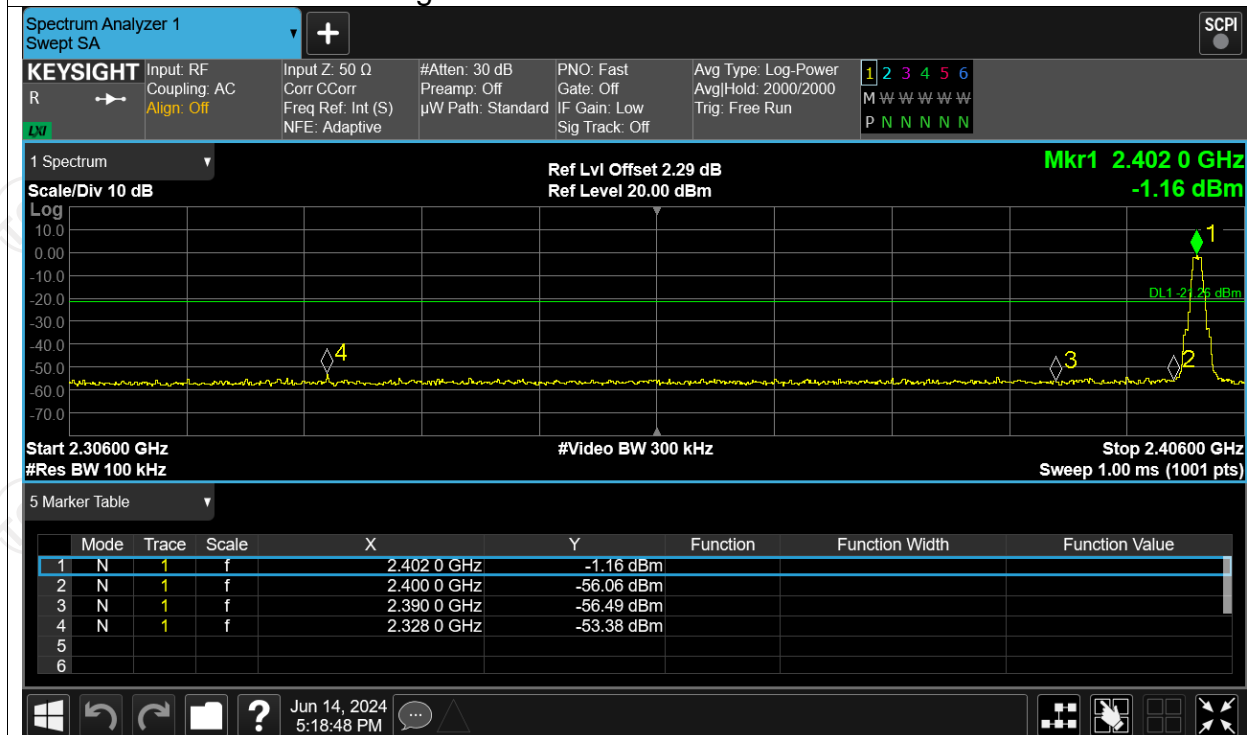 Spectrum Analyzer 1
Swept SA
+
SCPI
KEYSIGHT
R
LXI
Input: RF
Coupling: AC
Align: Off
Input Z: 50 Ω
Corr CCorr
Freq Ref: Int (S)
NFE: Adaptive
#Atten: 30 dB
Preamp: Off
µW Path: Standard
PNO: Fast
Gate: Off
IF Gain: Low
Sig Track: Off
Avg Type: Log-Power
Avg|Hold: 2000/2000
Trig: Free Run
1 2 3 4 5 6
M W W W W W
P N N N N N
1 Spectrum
Scale/Div 10 dB
Ref Lvl Offset 2.29 dB
Ref Level 20.00 dBm
Mkr1 2.402 0 GHz
-1.16 dBm
Log
10.0
0.00
-10.0
-20.0
-30.0
-40.0
-50.0
-60.0
-70.0
1
DL1 -21.26 dBm
4
3
2
Start 2.30600 GHz
#Video BW 300 kHz
Stop 2.40600 GHz
#Res BW 100 kHz
Sweep 1.00 ms (1001 pts)
5 Marker Table
Mode Trace Scale X Y Function Function Width Function Value
1 N 1 f 2.402 0 GHz -1.16 dBm
2 N 1 f 2.400 0 GHz -56.06 dBm
3 N 1 f 2.390 0 GHz -56.49 dBm
4 N 1 f 2.328 0 GHz -53.38 dBm
5
6
?
Jun 14, 2024
5:18:48 PM